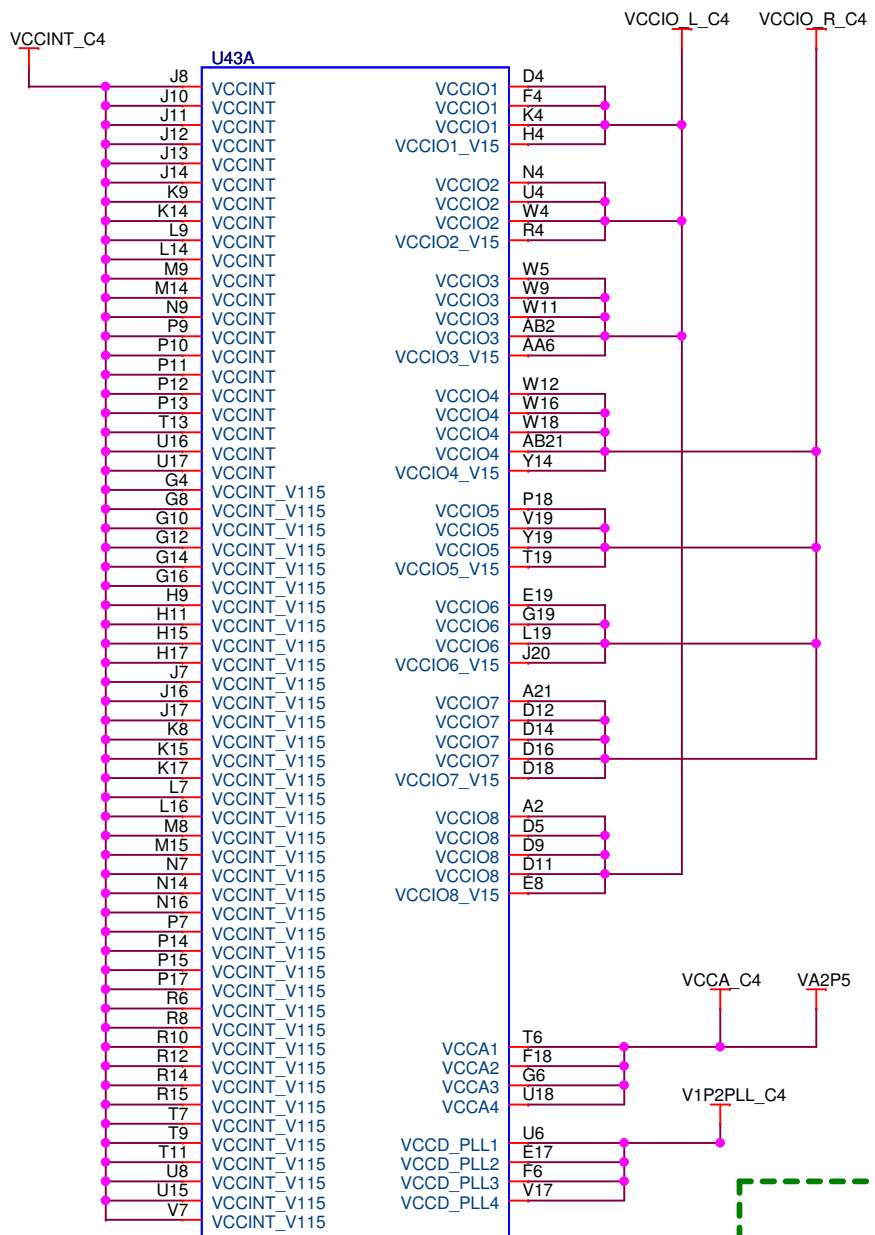 VCCIO_L_C4 VCCIO_R_C4
VCCINT_C4
U43A
J8 VCCINT VCCIO1 D4
J10 VCCINT VCCIO1 F4
J11 VCCINT VCCIO1 K4
J12 VCCINT VCCIO1_V15 H4
J13 VCCINT
J14 VCCINT VCCIO2 N4
K9 VCCINT VCCIO2 U4
K14 VCCINT VCCIO2 W4
L9 VCCINT VCCIO2_V15 R4
L14 VCCINT
M9 VCCINT VCCIO3 W5
M14 VCCINT VCCIO3 W9
N9 VCCINT VCCIO3 W11
P9 VCCINT VCCIO3 AB2
P10 VCCINT VCCIO3_V15 AA6
P11 VCCINT
P12 VCCINT VCCIO4 W12
P13 VCCINT VCCIO4 W16
T13 VCCINT VCCIO4 W18
U16 VCCINT VCCIO4 AB21
U17 VCCINT VCCIO4_V15 Y14
G4 VCCINT_V115
G8 VCCINT_V115 VCCIO5 P18
G10 VCCINT_V115 VCCIO5 V19
G12 VCCINT_V115 VCCIO5 Y19
G14 VCCINT_V115 VCCIO5_V15 T19
G16 VCCINT_V115
H9 VCCINT_V115 VCCIO6 E19
H11 VCCINT_V115 VCCIO6 G19
H15 VCCINT_V115 VCCIO6 L19
H17 VCCINT_V115 VCCIO6_V15 J20
J7 VCCINT_V115
J16 VCCINT_V115 VCCIO7 A21
J17 VCCINT_V115 VCCIO7 D12
K8 VCCINT_V115 VCCIO7 D14
K15 VCCINT_V115 VCCIO7 D16
K17 VCCINT_V115 VCCIO7_V15 D18
L7 VCCINT_V115
L16 VCCINT_V115 VCCIO8 A2
M8 VCCINT_V115 VCCIO8 D5
M15 VCCINT_V115 VCCIO8 D9
N7 VCCINT_V115 VCCIO8 D11
N14 VCCINT_V115 VCCIO8_V15 E8
N16 VCCINT_V115
P7 VCCINT_V115
P14 VCCINT_V115
P15 VCCINT_V115
P17 VCCINT_V115
VCCA_C4 VA2P5
R6 VCCINT_V115
R8 VCCINT_V115
R10 VCCINT_V115 VCCA1 T6
R12 VCCINT_V115 VCCA2 F18
R14 VCCINT_V115 VCCA3 G6
R15 VCCINT_V115 VCCA4 U18
V1P2PLL_C4
T7 VCCINT_V115
T9 VCCINT_V115 VCCD_PLL1 U6
T11 VCCINT_V115 VCCD_PLL2 E17
U8 VCCINT_V115 VCCD_PLL3 F6
U15 VCCINT_V115 VCCD_PLL4 V17
V7 VCCINT_V115